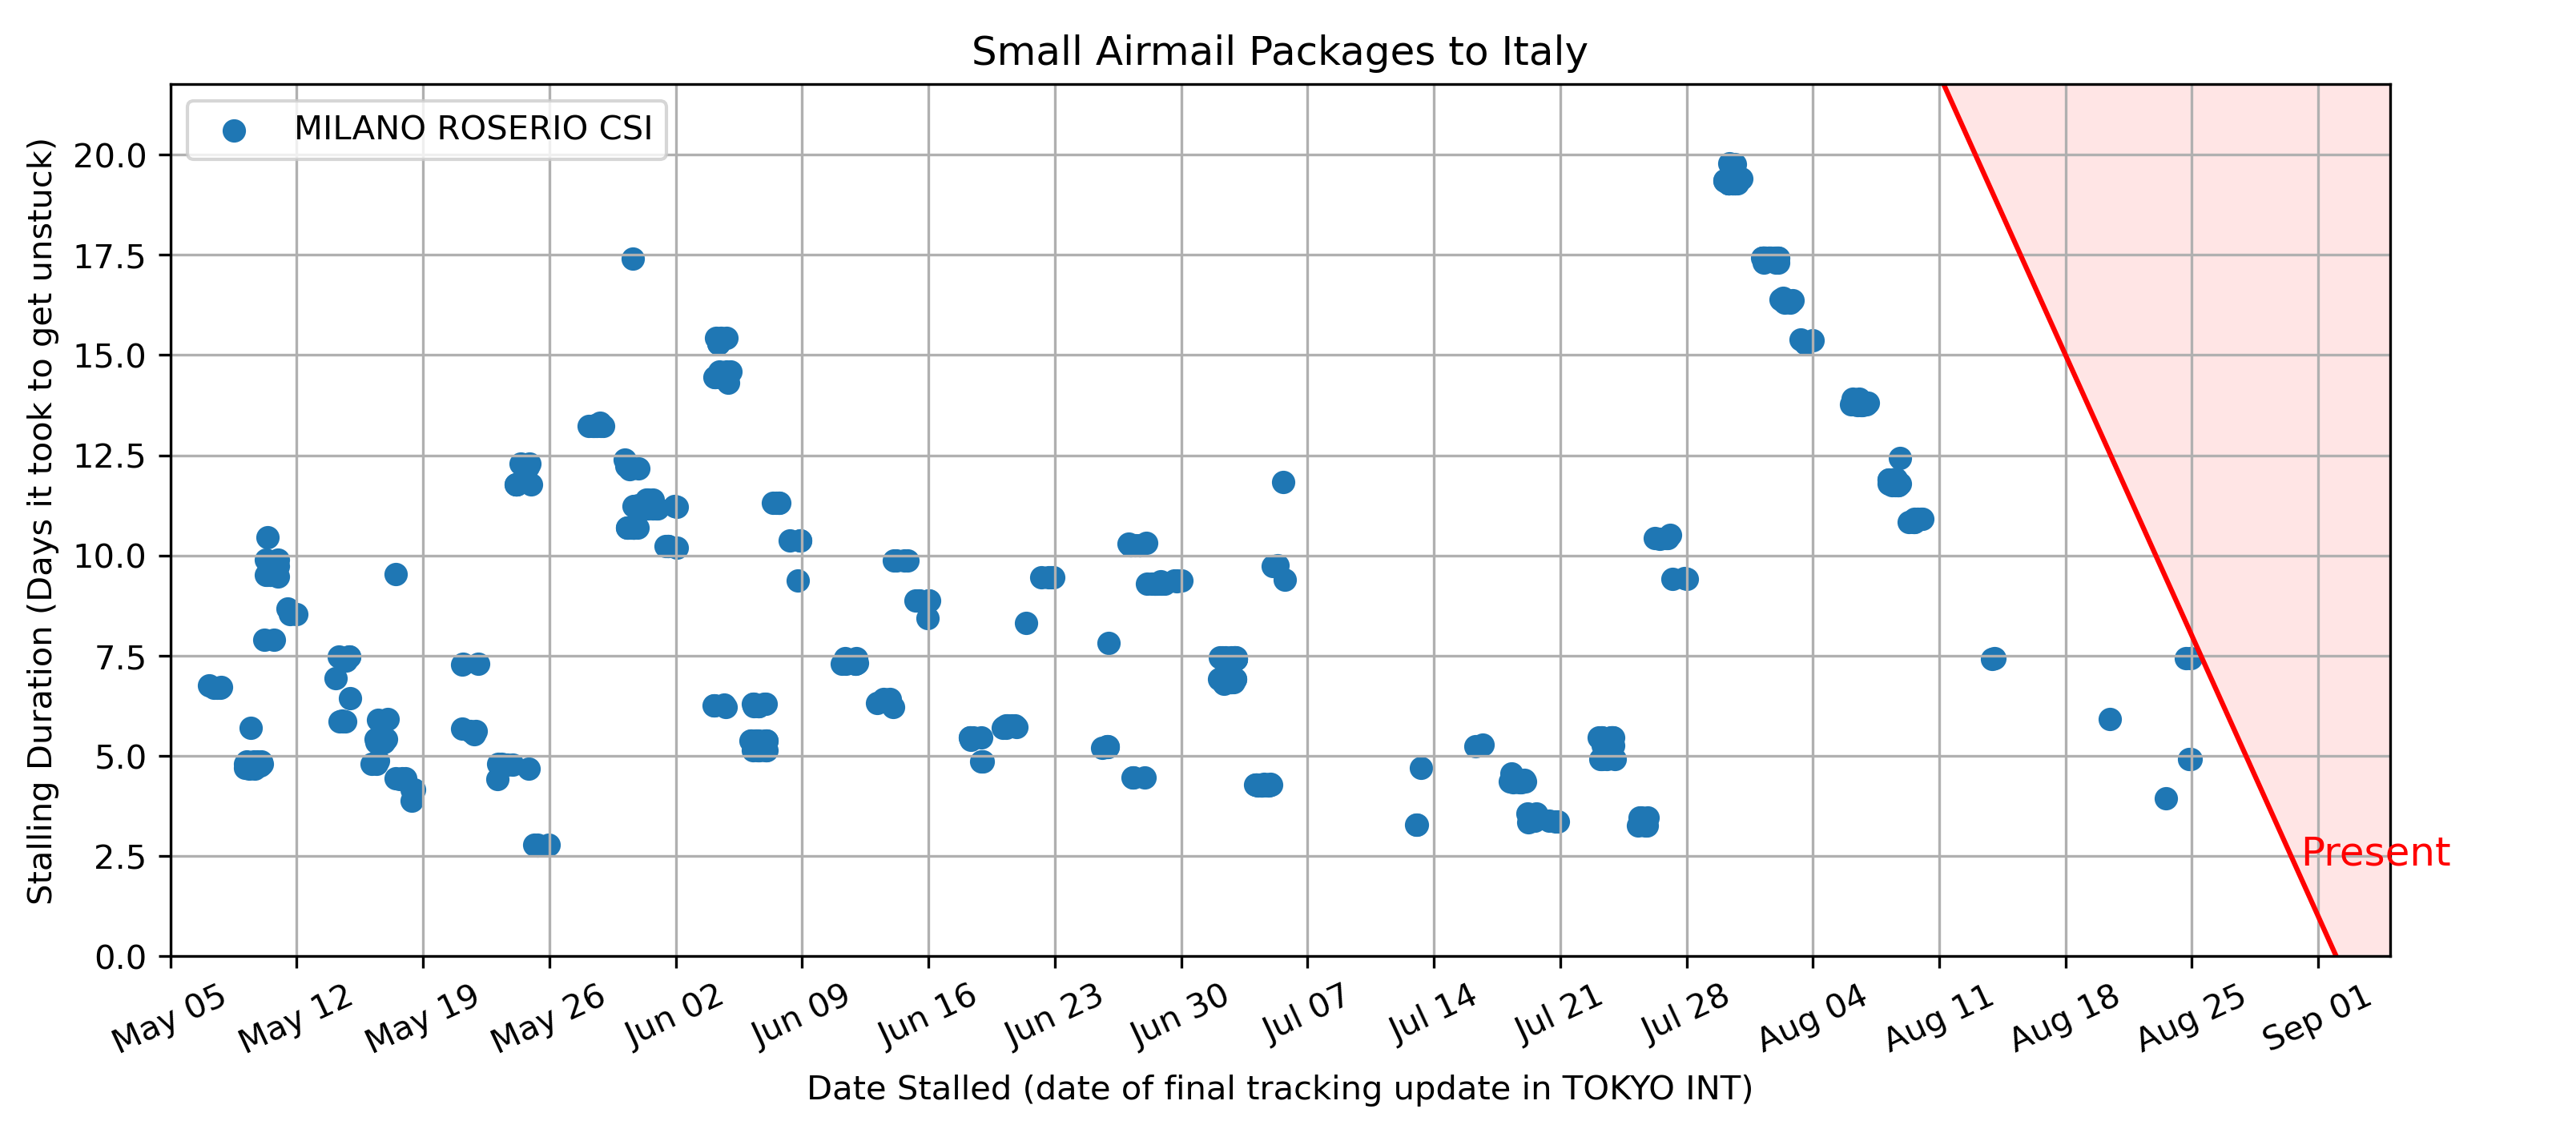 Small Airmail Packages to Italy
MILANO ROSERIO CSI
Stalling Duration (Days it took to get unstuck)
20.0
17.5
15.0
12.5
10.0
7.5
5.0
2.5
0.0
Present
May 05
May 12
May 19
May 26
Jun 02
Jun 09
Jun 16
Jun 23
Jun 30
Jul 07
Jul 14
Jul 21
Jul 28
Aug 04
Aug 11
Aug 18
Aug 25
Sep 01
Date Stalled (date of final tracking update in TOKYO INT)